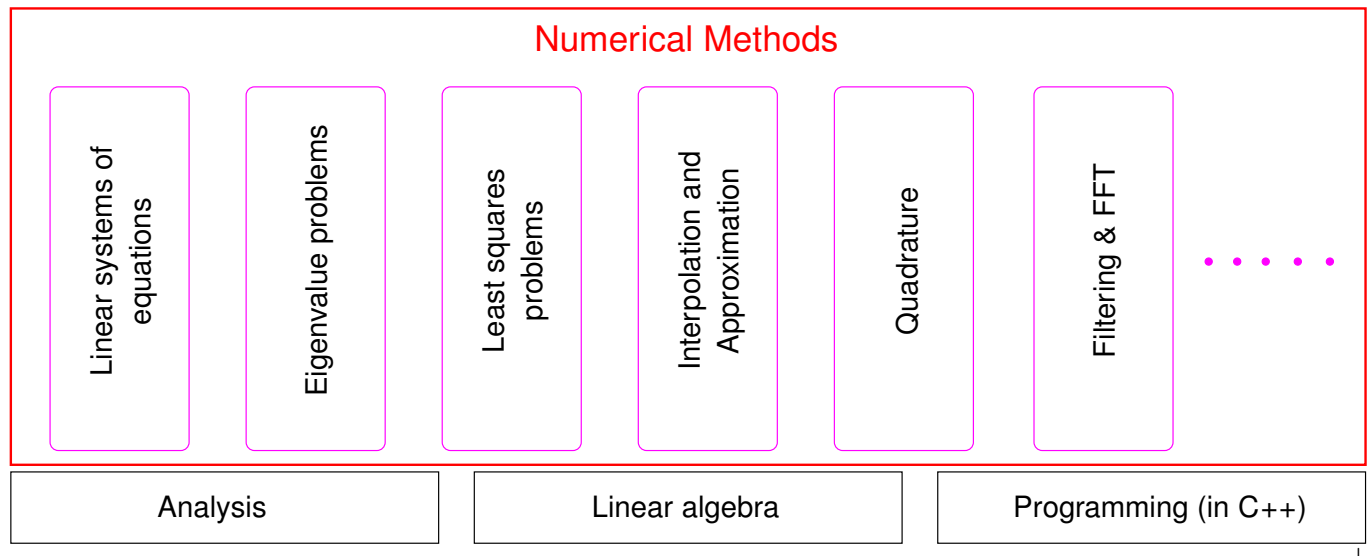 Numerical Methods
Linear systems of
equations
Eigenvalue problems
Least squares
problems
Interpolation and
Approximation
Quadrature
Filtering & FFT
Analysis
Linear algebra
Programming (in C++)